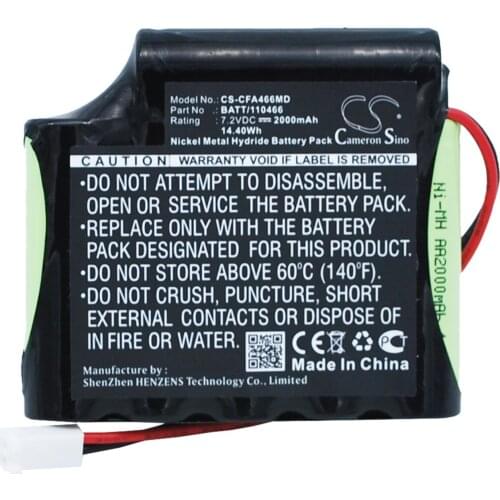 Model No.: CS-CFA466MD
Part No.: BATT/110466
Rating: 7.2VDC ⎓ 2000mAh
14.40Wh
Nickel Metal Hydride Battery Pack
CS
Cameron Sino
CAUTION: WARRANTY VOID IF LABEL REMOVED
•DO NOT ATTEMPT TO DISASSEMBLE,
OPEN OR SERVICE THE BATTERY PACK.
•REPLACE ONLY WITH THE SAME BATTERY
PACK DESIGNATED FOR THIS PRODUCT.
•DO NOT STORE ABOVE 60°C (140°F).
•DO NOT CRUSH, PUNCTURE, SHORT
EXTERNAL CONTACTS OR DISPOSE OF
IN FIRE OR WATER.
Manufacturer:
ShenZhen HENZENS Technology Co., Limited
CE
Made In China
Ni-MH AA2000mAh